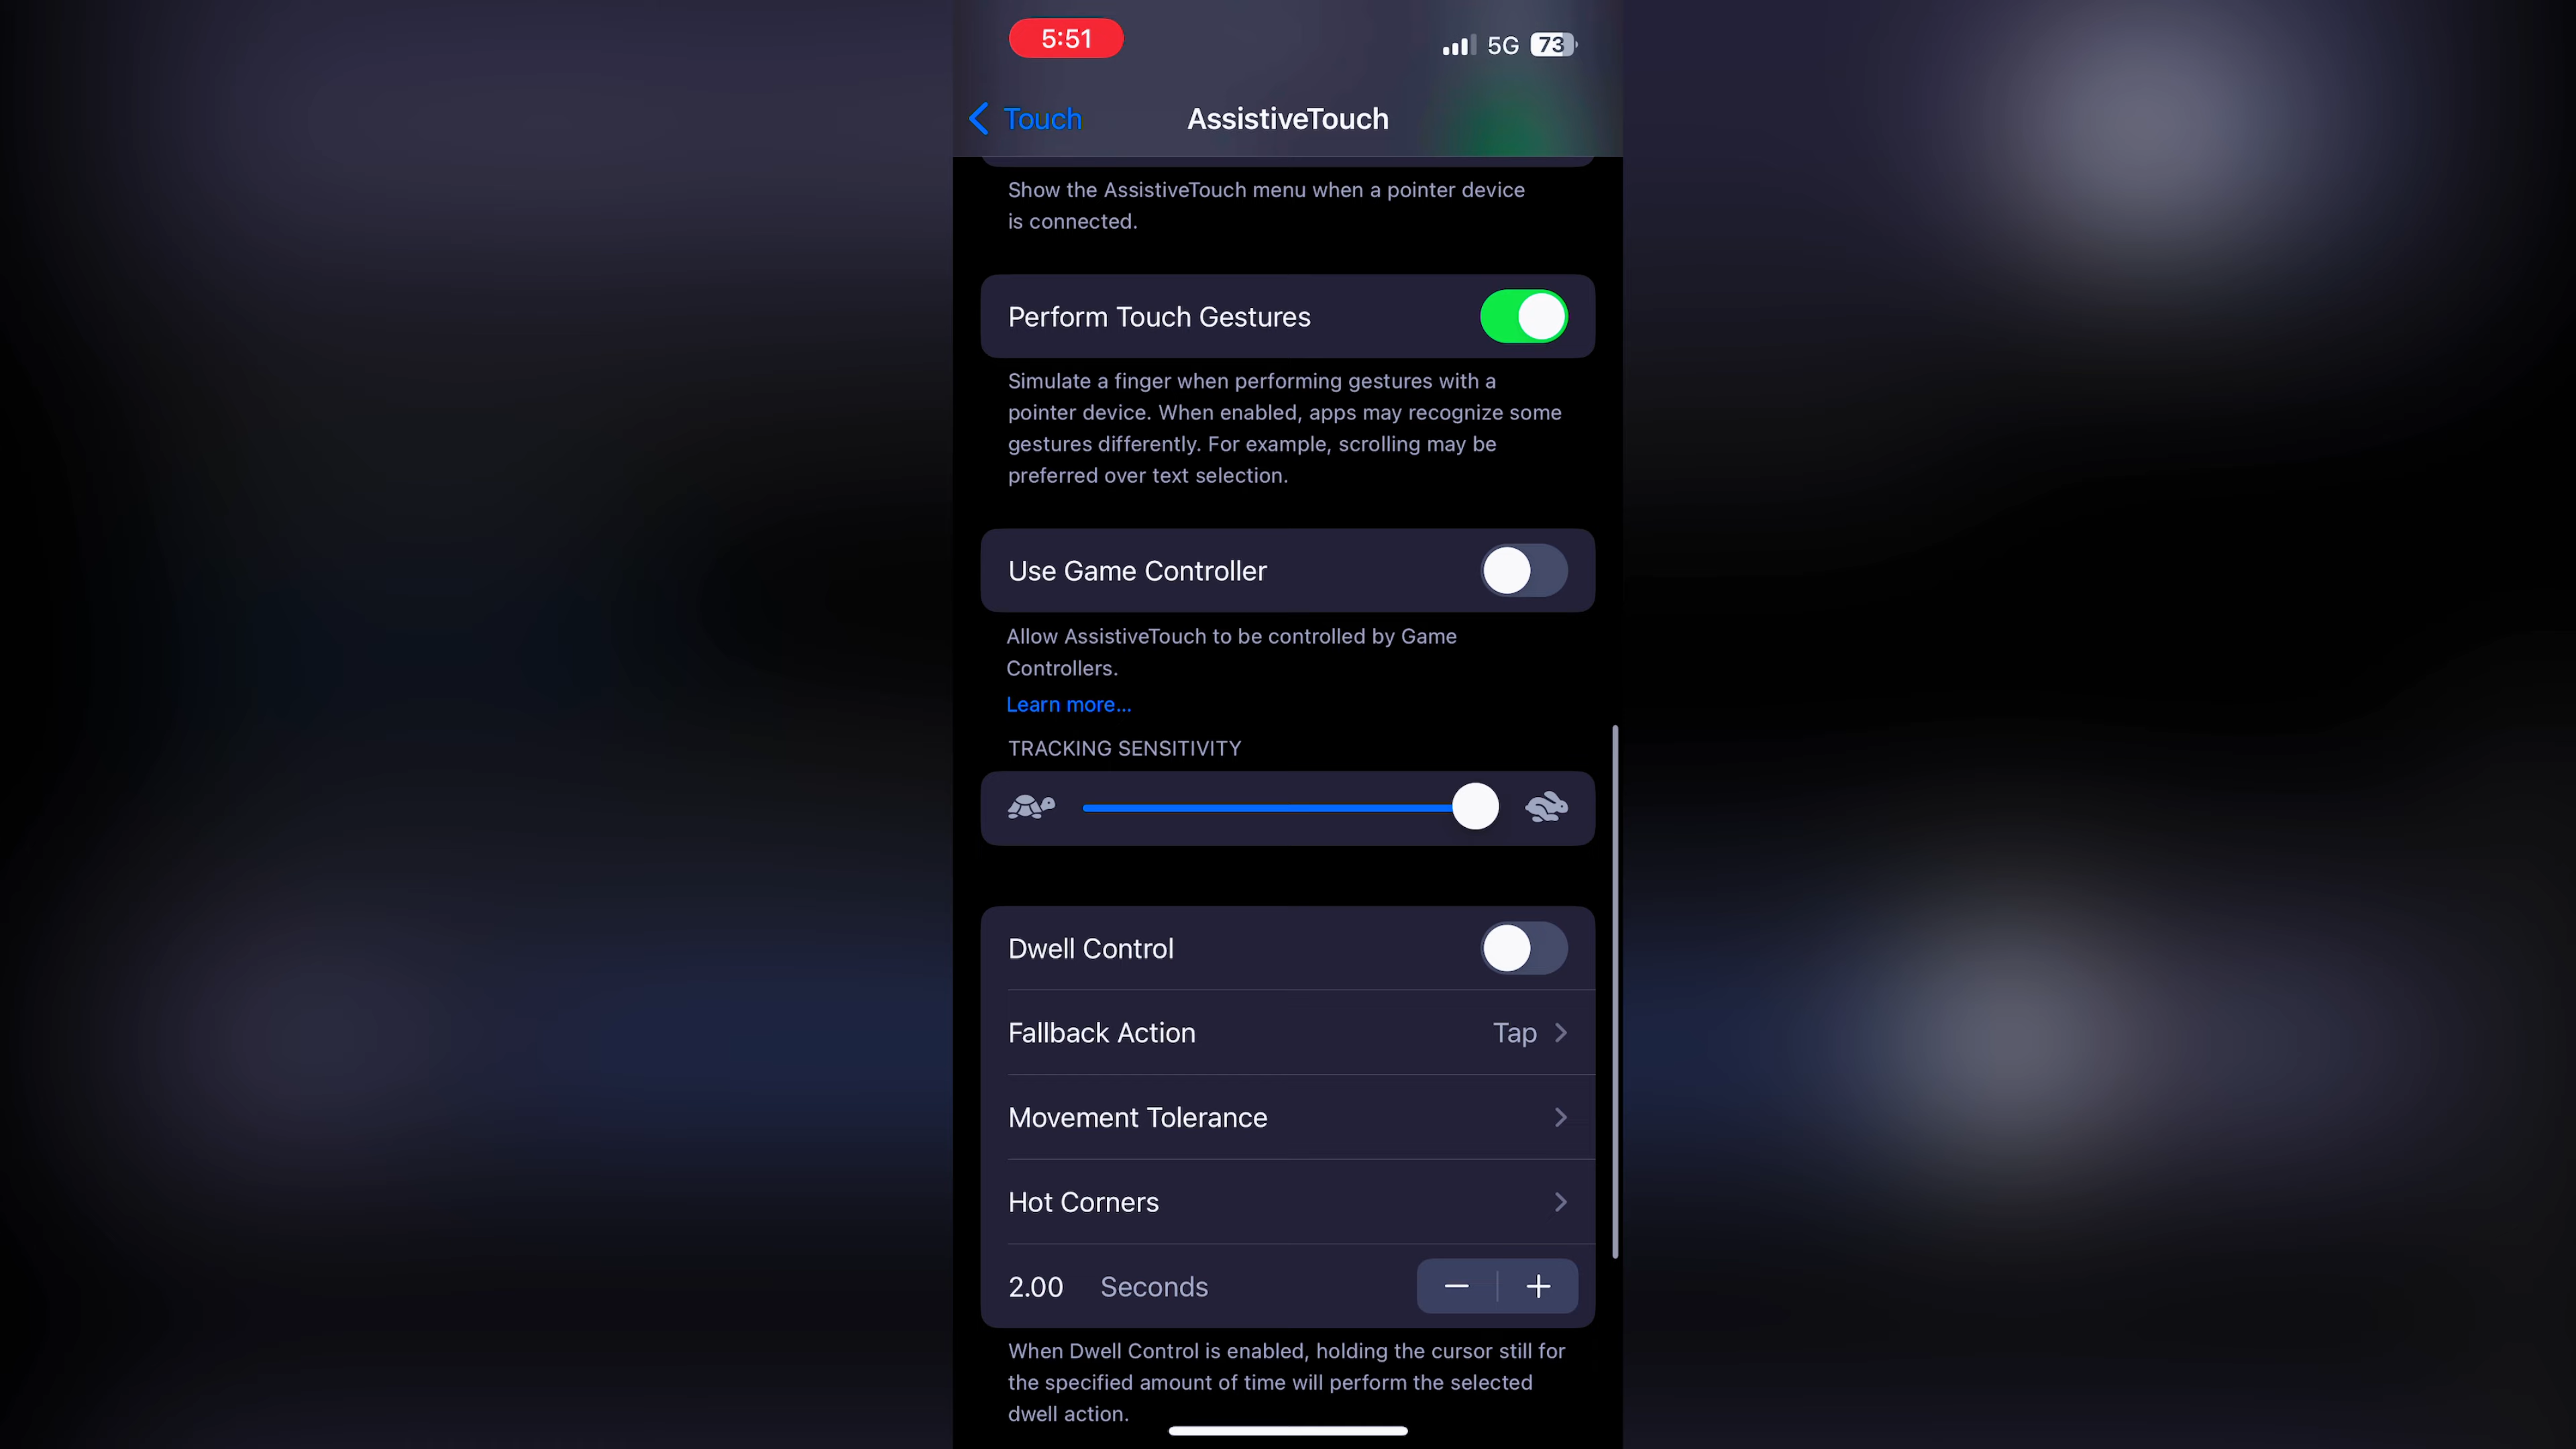 5:51
5G 73
Touch
AssistiveTouch
Show the AssistiveTouch menu when a pointer device
is connected.
Perform Touch Gestures
Simulate a finger when performing gestures with a
pointer device. When enabled, apps may recognize some
gestures differently. For example, scrolling may be
preferred over text selection.
Use Game Controller
Allow AssistiveTouch to be controlled by Game
Controllers.
Learn more...
TRACKING SENSITIVITY
Dwell Control
Fallback Action Tap
Movement Tolerance
Hot Corners
2.00 Seconds
When Dwell Control is enabled, holding the cursor still for
the specified amount of time will perform the selected
dwell action.